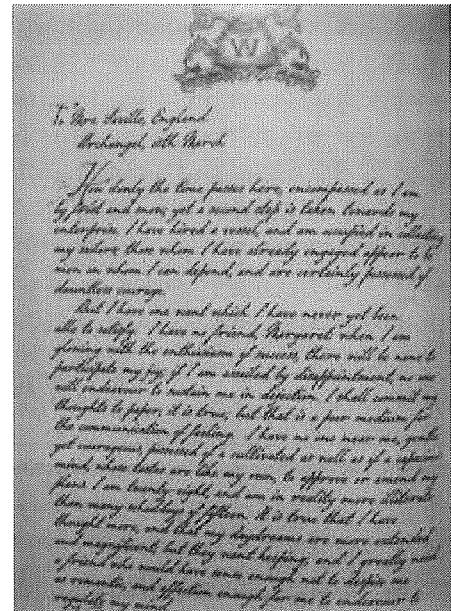 W
To Mrs Saville, England
Archangel, March
How slowly the time passes here, encompassed as I am
by frost and snow; yet a second step is taken towards my
enterprise. I have hired a vessel, and am occupied in collecting
my sailors; those whom I have already engaged appear to be
men on whom I can depend, and are certainly possessed of
dauntless courage.
But I have one want which I have never yet been
able to satisfy. I have no friend, Margaret: when I am
glowing with the enthusiasm of success, there will be none to
participate my joy; if I am assailed by disappointment, no one
will endeavour to sustain me in dejection. I shall commit my
thoughts to paper, it is true; but that is a poor medium for
the communication of feeling. I have no one near me, gentle
yet courageous, possessed of a cultivated as well as of a capacious
mind, whose tastes are like my own, to approve or amend my
plans. I am twenty-eight, and am in reality more illiterate
than many schoolboys of fifteen. It is true that I have
thought more, and that my daydreams are more extended
and magnificent, but they want keeping; and I greatly need
a friend who would have sense enough not to despise me
as romantic, and affection enough for me to endeavour to
regulate my mind.